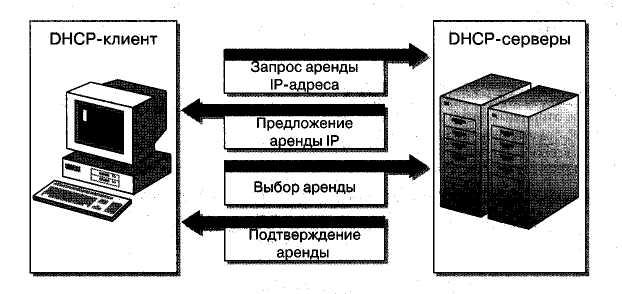 DHCP-клиент
DHCP-серверы
Запрос аренды
IP-адреса
Предложение
аренды IP
Выбор аренды
Подтверждение
аренды